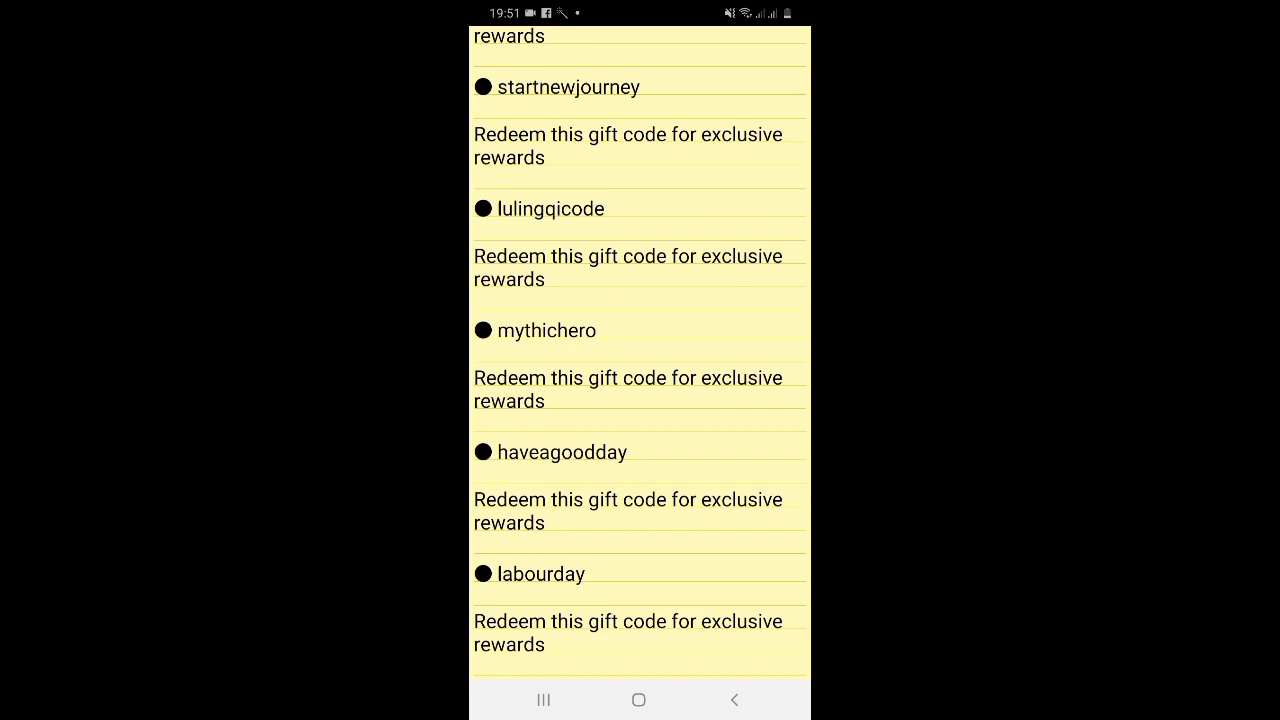 19:51
rewards
● startnewjourney
Redeem this gift code for exclusive
rewards
● lulingqicode
Redeem this gift code for exclusive
rewards
● mythichero
Redeem this gift code for exclusive
rewards
● haveagoodday
Redeem this gift code for exclusive
rewards
● labourday
Redeem this gift code for exclusive
rewards